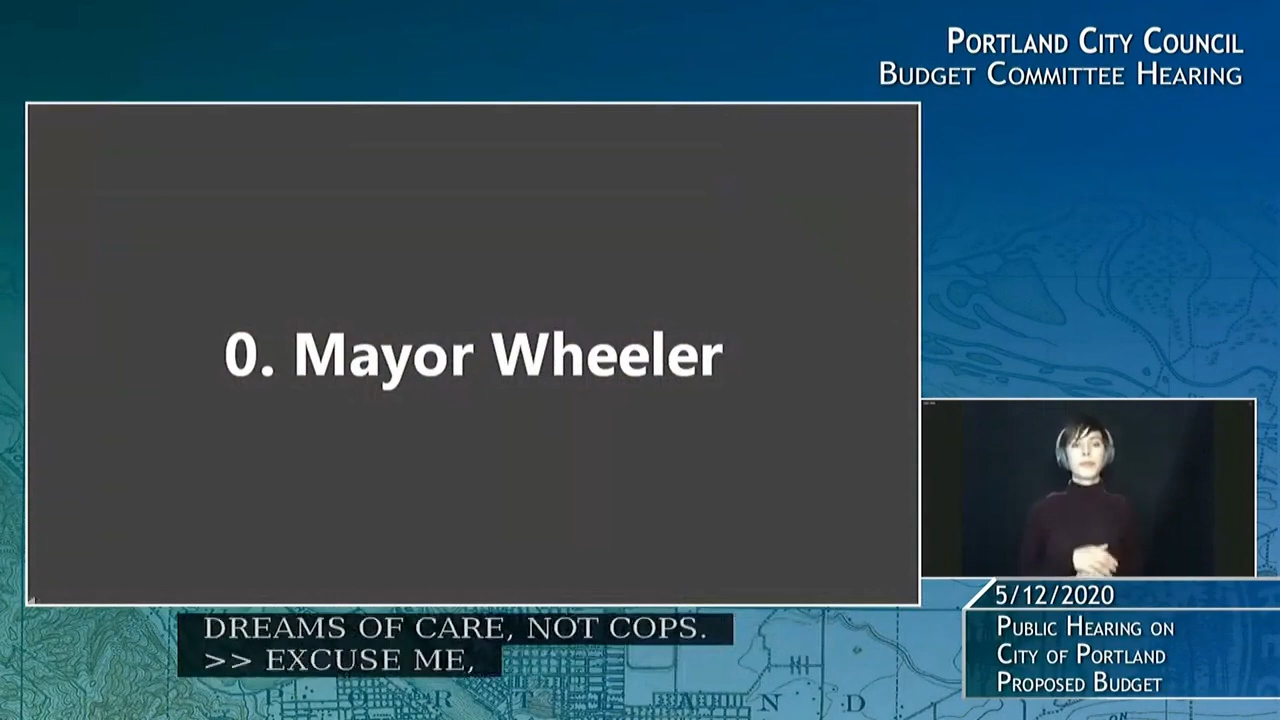 PORTLAND CITY COUNCIL
BUDGET COMMITTEE HEARING
0. Mayor Wheeler
5/12/2020
PUBLIC HEARING ON
CITY OF PORTLAND
PROPOSED BUDGET
DREAMS OF CARE, NOT COPS.
>> EXCUSE ME,
P O R T L A N D